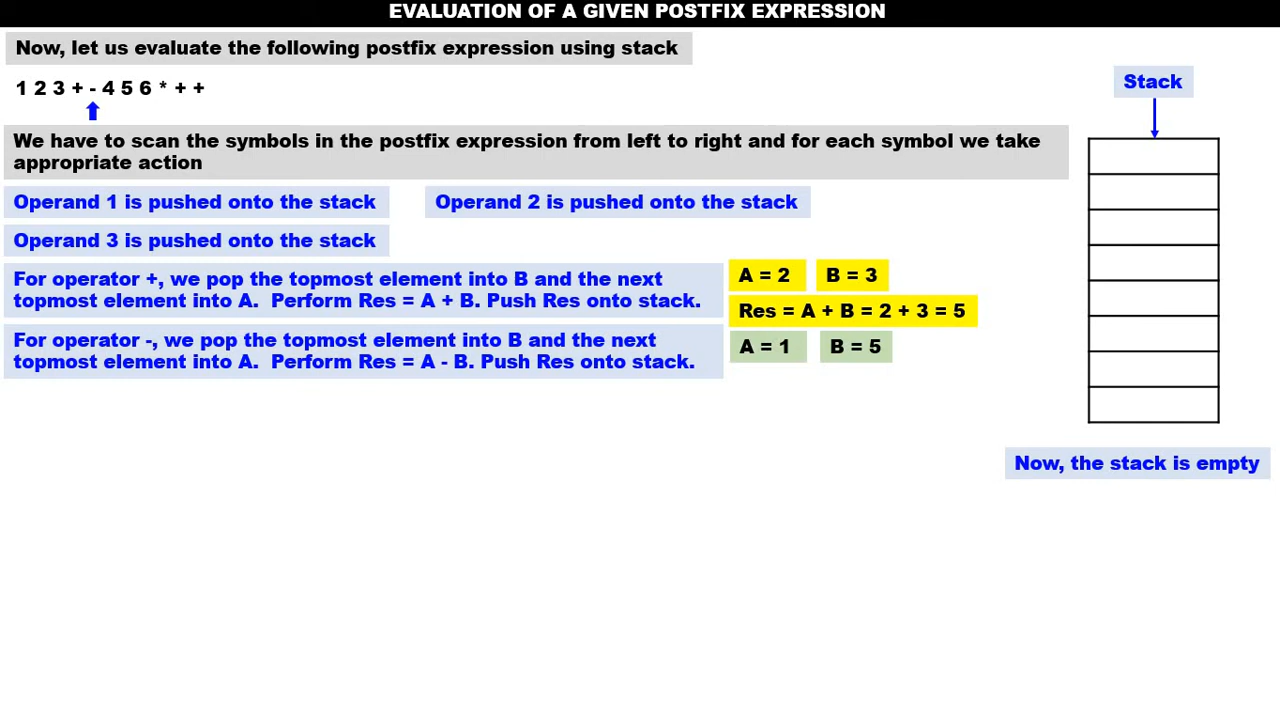 EVALUATION OF A GIVEN POSTFIX EXPRESSION
Now, let us evaluate the following postfix expression using stack
1 2 3 + - 4 5 6 * + +
Stack
We have to scan the symbols in the postfix expression from left to right and for each symbol we take
appropriate action
Operand 1 is pushed onto the stack
Operand 2 is pushed onto the stack
Operand 3 is pushed onto the stack
For operator +, we pop the topmost element into B and the next
topmost element into A. Perform Res = A + B. Push Res onto stack.
A = 2
B = 3
Res = A + B = 2 + 3 = 5
For operator -, we pop the topmost element into B and the next
topmost element into A. Perform Res = A - B. Push Res onto stack.
A = 1
B = 5
Now, the stack is empty